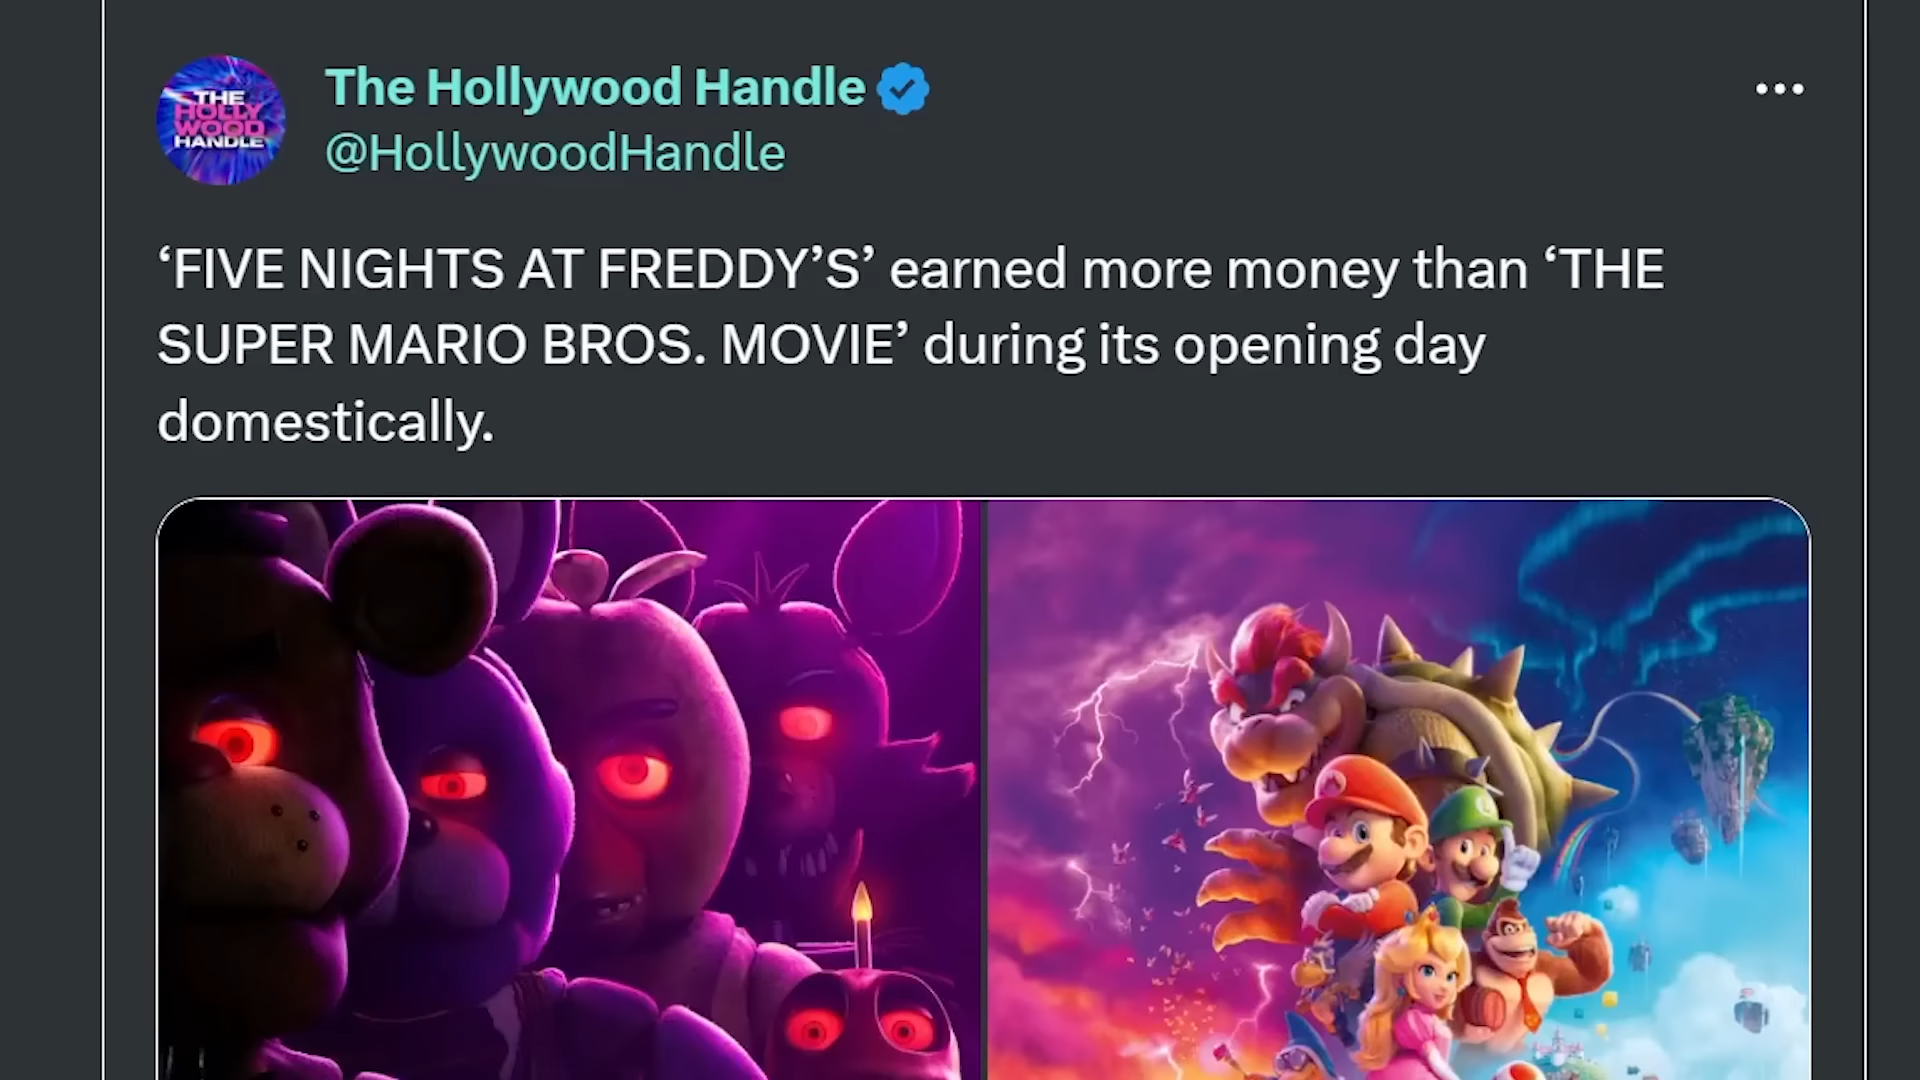 THE
HOLLY
WOOD
HANDLE
The Hollywood Handle
@HollywoodHandle
‘FIVE NIGHTS AT FREDDY’S’ earned more money than ‘THE
SUPER MARIO BROS. MOVIE’ during its opening day
domestically.